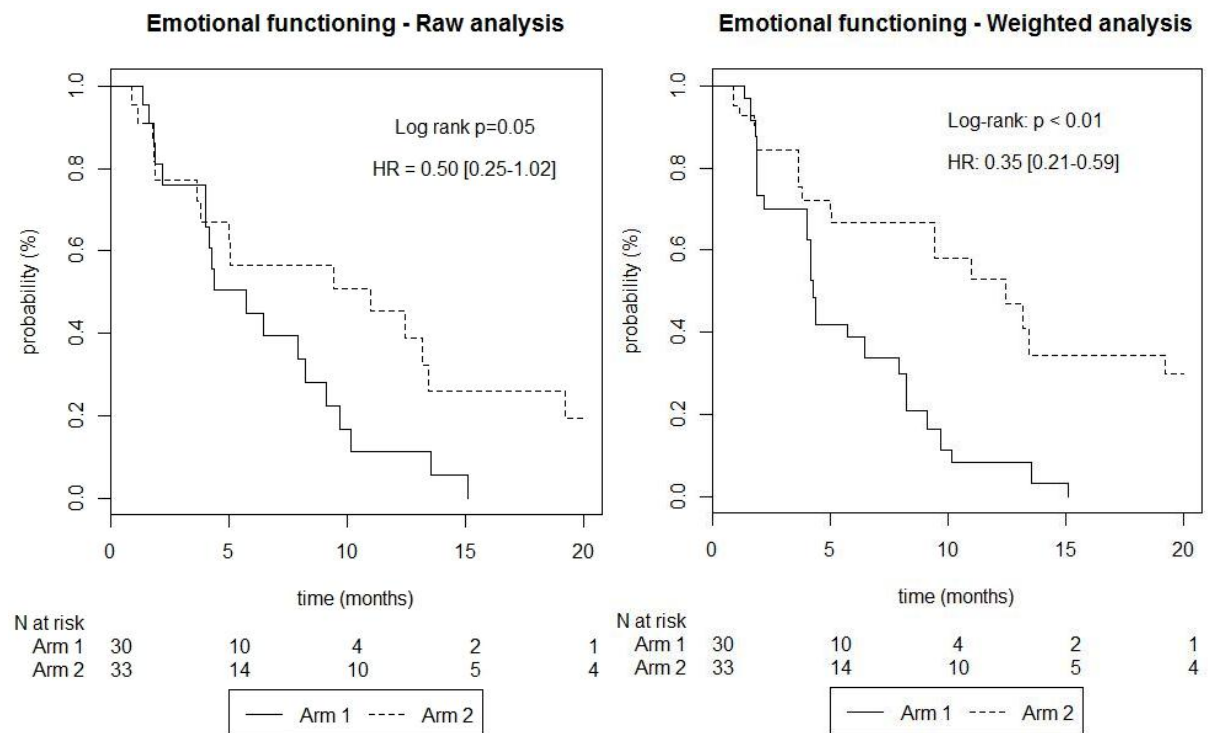 Emotional functioning - Raw analysis
probability (%)
1.0
0.8
0.6
0.4
0.2
0.0
Log rank p=0.05
HR = 0.50 [0.25-1.02]
0 5 10 15 20
time (months)
N at risk
Arm 1 30 10 4 2 1
Arm 2 33 14 10 5 4
Arm 1 Arm 2
Emotional functioning - Weighted analysis
probability (%)
1.0
0.8
0.6
0.4
0.2
0.0
Log-rank: p < 0.01
HR: 0.35 [0.21-0.59]
0 5 10 15 20
time (months)
N at risk
Arm 1 30 10 4 2 1
Arm 2 33 14 10 5 4
Arm 1 Arm 2